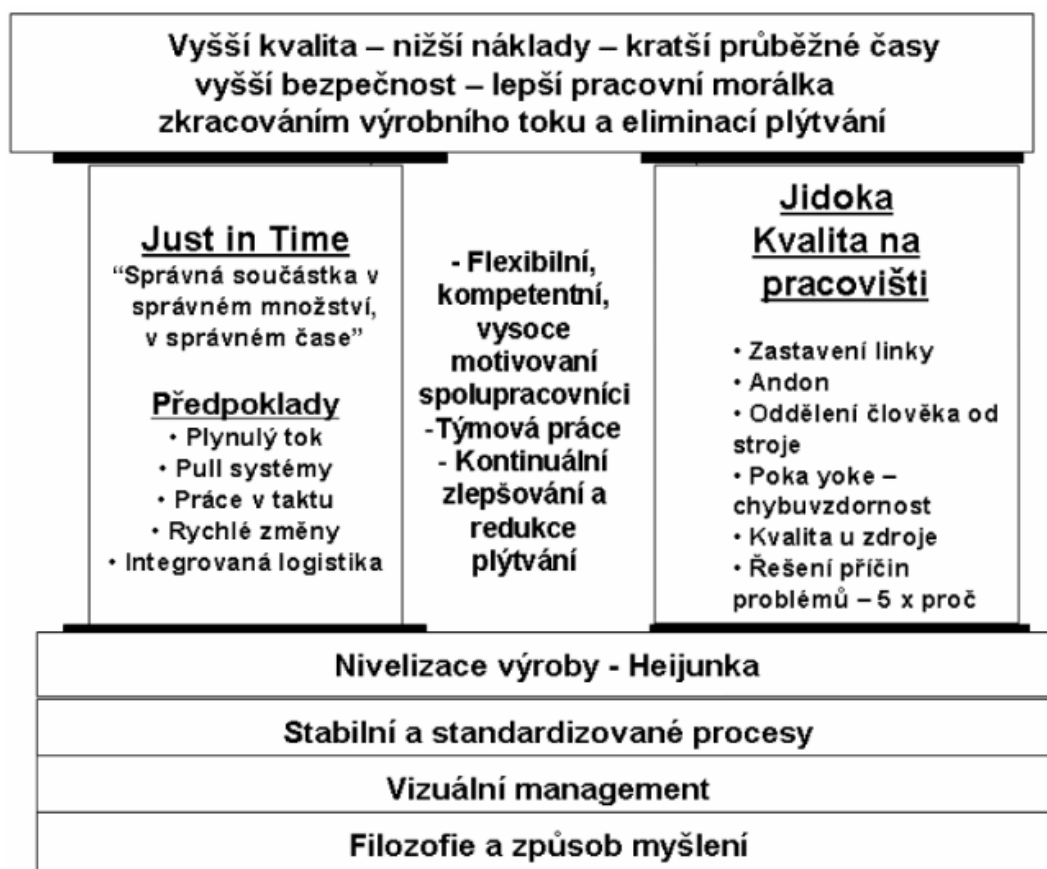 Vyšší kvalita – nižší náklady – kratší průběžné časy
vyšší bezpečnost – lepší pracovní morálka
zkracováním výrobního toku a eliminací plýtvání
Just in Time
“Správná součástka v
správném množství,
v správném čase”
Předpoklady
• Plynulý tok
• Pull systémy
• Práce v taktu
• Rychlé změny
• Integrovaná logistika
- Flexibilní,
kompetentní,
vysoce
motivovaní
spolupracovníci
-Týmová práce
- Kontinuální
zlepšování a
redukce
plýtvání
Jidoka
Kvalita na
pracovišti
• Zastavení linky
• Andon
• Oddělení člověka od
stroje
• Poka yoke –
chybuvzdornost
• Kvalita u zdroje
• Řešení příčin
problémů – 5 x proč
Nivelizace výroby - Heijunka
Stabilní a standardizované procesy
Vizuální management
Filozofie a způsob myšlení